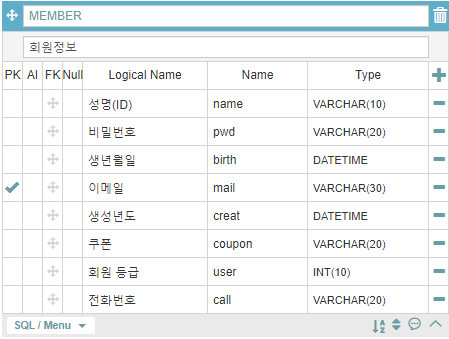 MEMBER
회원정보
PK AI FK Null Logical Name Name Type
성명(ID) name VARCHAR(10)
비밀번호 pwd VARCHAR(20)
생년월일 birth DATETIME
이메일 mail VARCHAR(30)
생성년도 creat DATETIME
쿠폰 coupon VARCHAR(20)
회원 등급 user INT(10)
전화번호 call VARCHAR(20)
SQL / Menu